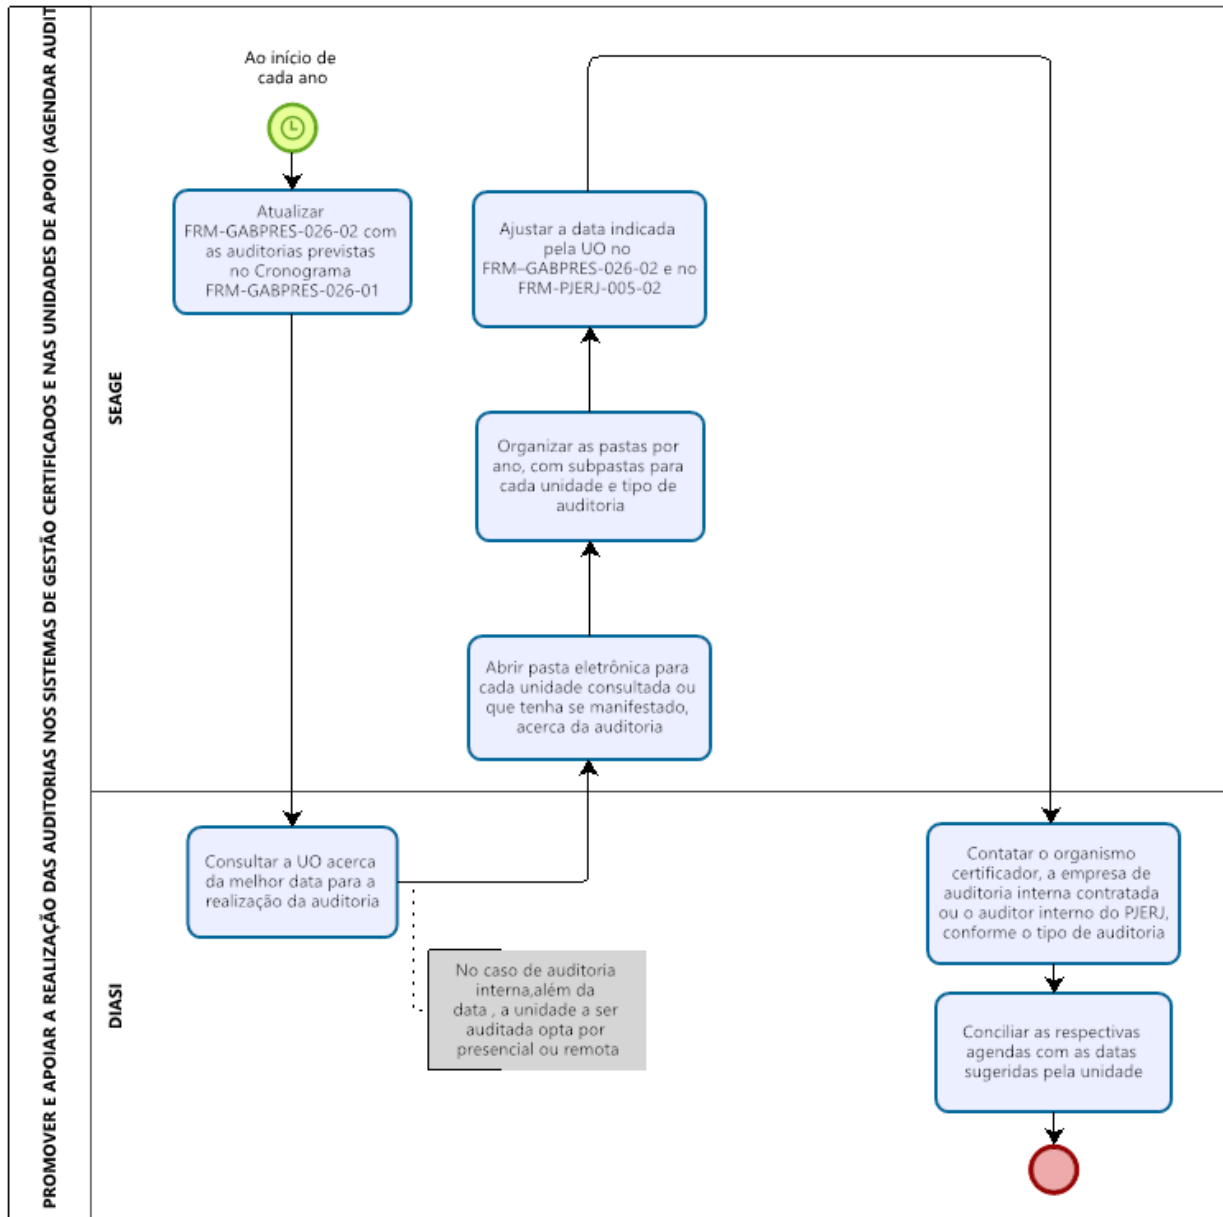 PROMOVER E APOIAR A REALIZAÇÃO DAS AUDITORIAS NOS SISTEMAS DE GESTÃO CERTIFICADOS E NAS UNIDADES DE APOIO (AGENDAR AUDIT
SEAGE
Ao início de
cada ano
Atualizar
FRM-GABPRES-026-02 com
as auditorias previstas
no Cronograma
FRM-GABPRES-026-01
Ajustar a data indicada
pela UO no
FRM–GABPRES-026-02 e no
FRM-PJERJ-005-02
Organizar as pastas por
ano, com subpastas para
cada unidade e tipo de
auditoria
Abrir pasta eletrônica para
cada unidade consultada ou
que tenha se manifestado,
acerca da auditoria
DIASI
Consultar a UO acerca
da melhor data para a
realização da auditoria
No caso de auditoria
interna,além da
data , a unidade a ser
auditada opta por
presencial ou remota
Contatar o organismo
certificador, a empresa de
auditoria interna contratada
ou o auditor interno do PJERJ,
conforme o tipo de auditoria
Conciliar as respectivas
agendas com as datas
sugeridas pela unidade